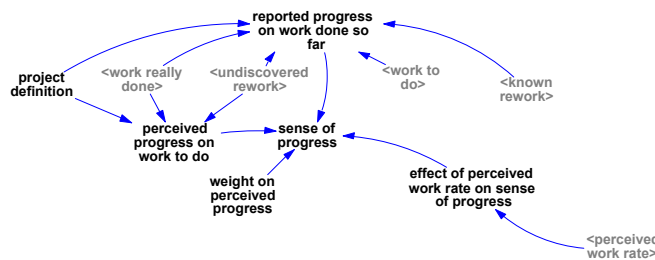 reported progress
on work done so
far
project
definition
<work really
done>
<undiscovered
rework>
<work to
do>
<known
rework>
perceived
progress on
work to do
sense of
progress
weight on
perceived
progress
effect of perceived
work rate on sense
of progress
<perceived
work rate>